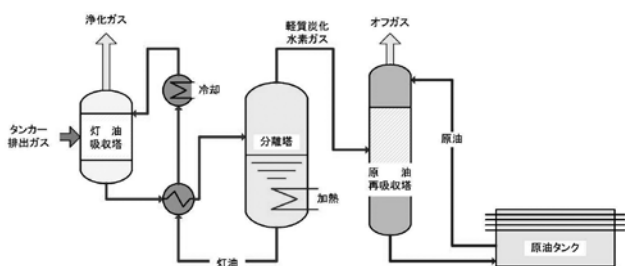 浄化ガス
軽質炭化
水素ガス
オフガス
冷却
タンカー
排出ガス
灯 油
吸収塔
分離塔
原油
原 油
再吸収塔
加熱
灯油
原油タンク